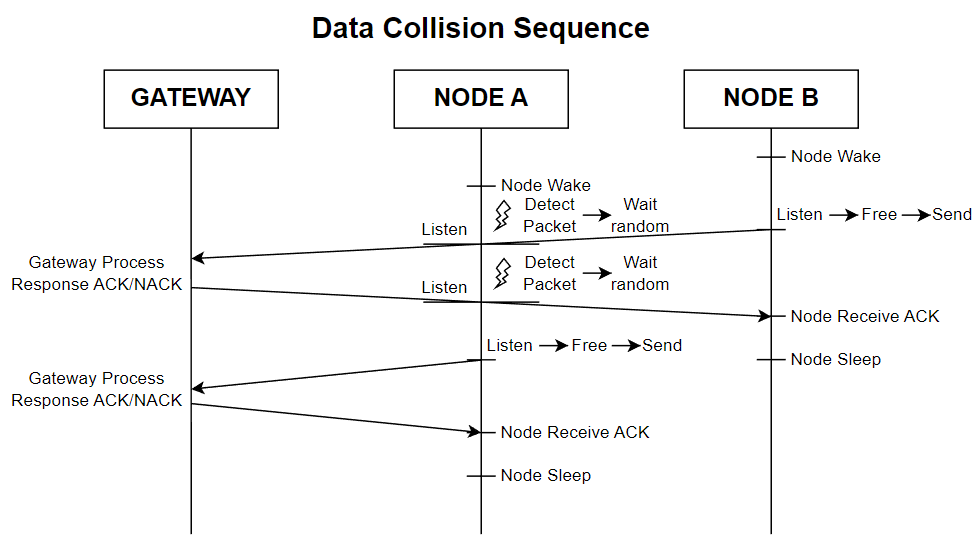 Data Collision Sequence
GATEWAY
NODE A
NODE B
Node Wake
Node Wake
Detect
Packet
Wait
random
Listen
Free
Send
Listen
Gateway Process
Response ACK/NACK
Detect
Packet
Wait
random
Listen
Node Receive ACK
Listen
Free
Send
Node Sleep
Gateway Process
Response ACK/NACK
Node Receive ACK
Node Sleep